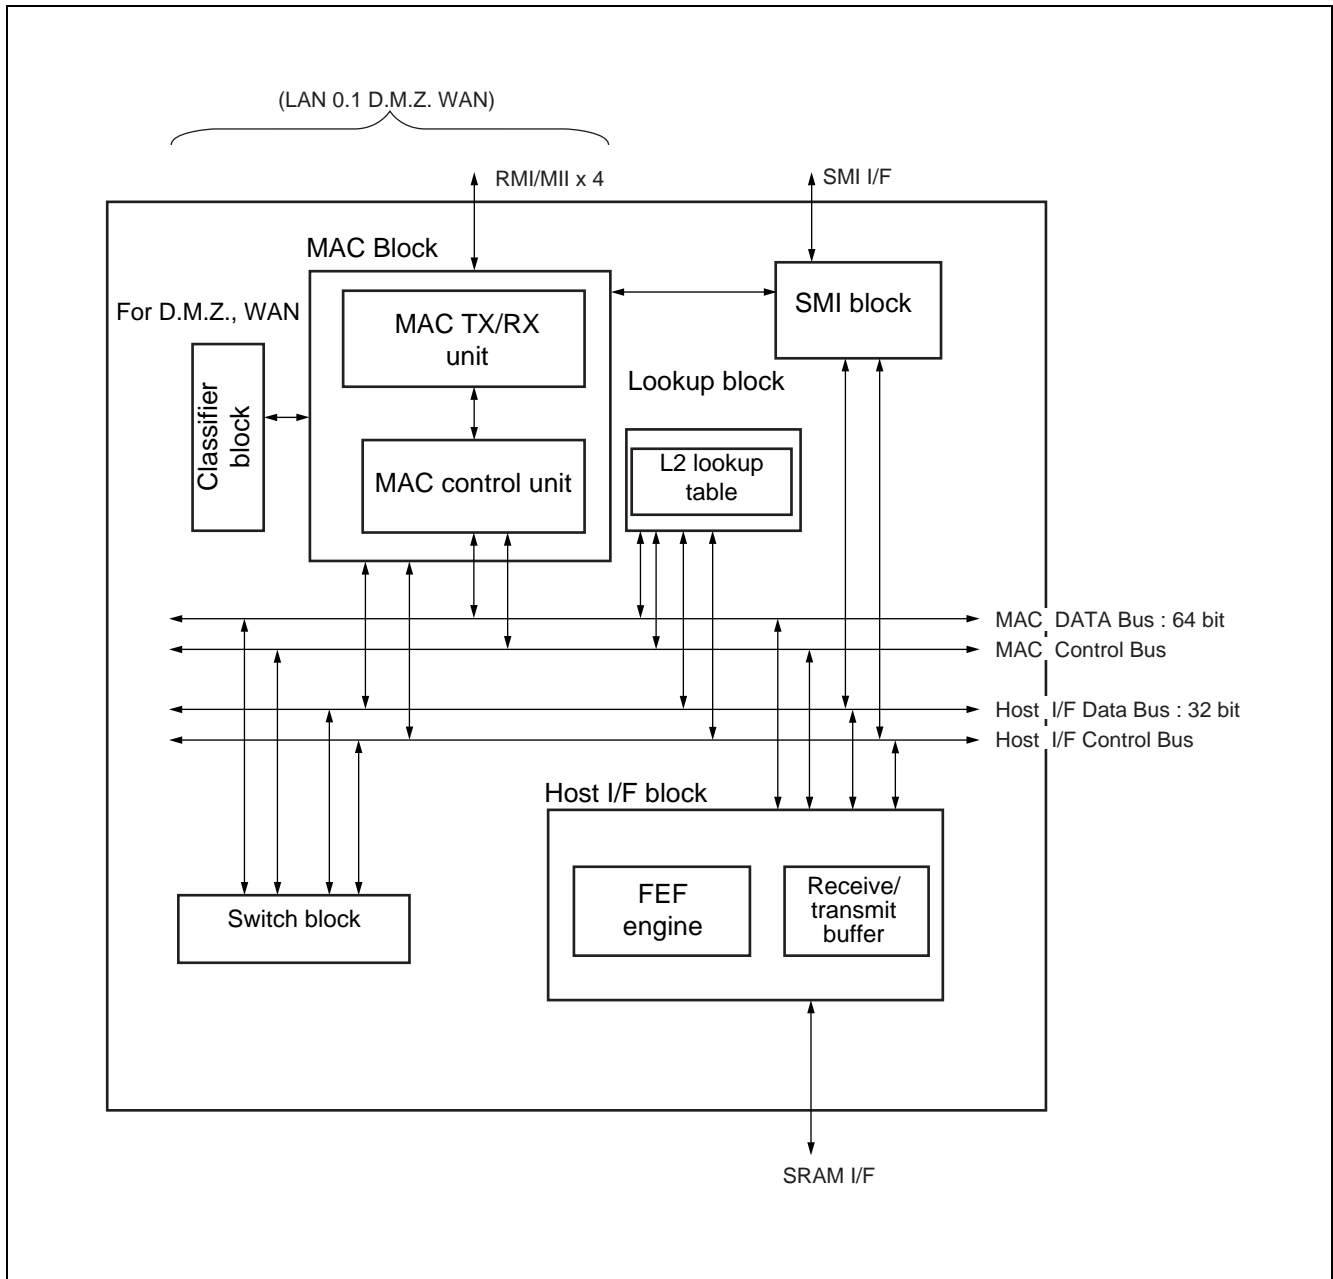 (LAN 0.1 D.M.Z. WAN)
RMI/MII x 4
SMI I/F
MAC Block
For D.M.Z., WAN
MAC TX/RX
unit
SMI block
Classifier
block
Lookup block
MAC control unit
L2 lookup
table
MAC DATA Bus : 64 bit
MAC Control Bus
Host I/F Data Bus : 32 bit
Host I/F Control Bus
Host I/F block
Switch block
FEF
engine
Receive/
transmit
buffer
SRAM I/F